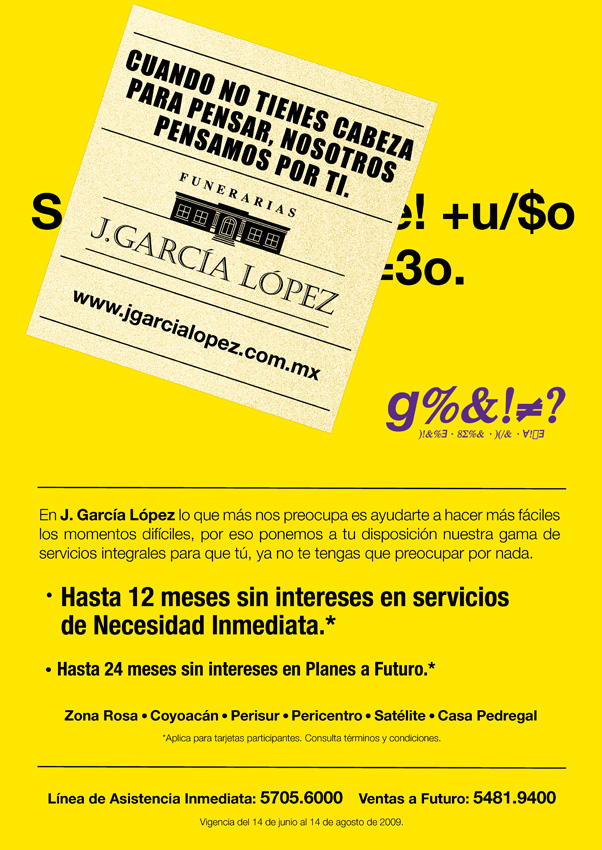 CUANDO NO TIENES CABEZA
PARA PENSAR, NOSOTROS
PENSAMOS POR TI.
FUNERARIAS
J. GARCÍA LÓPEZ
www.jgarcialopez.com.mx
S e! +u/$o
=3o.
g%&!≠?
)!&%∃ · 8Σ%& · )(/& · ∀!▯∃
En J. García López lo que más nos preocupa es ayudarte a hacer más fáciles
los momentos difíciles, por eso ponemos a tu disposición nuestra gama de
servicios integrales para que tú, ya no te tengas que preocupar por nada.
• Hasta 12 meses sin intereses en servicios
de Necesidad Inmediata.*
• Hasta 24 meses sin intereses en Planes a Futuro.*
Zona Rosa • Coyoacán • Perisur • Pericentro • Satélite • Casa Pedregal
*Aplica para tarjetas participantes. Consulta términos y condiciones.
Línea de Asistencia Inmediata: 5705.6000 Ventas a Futuro: 5481.9400
Vigencia del 14 de junio al 14 de agosto de 2009.